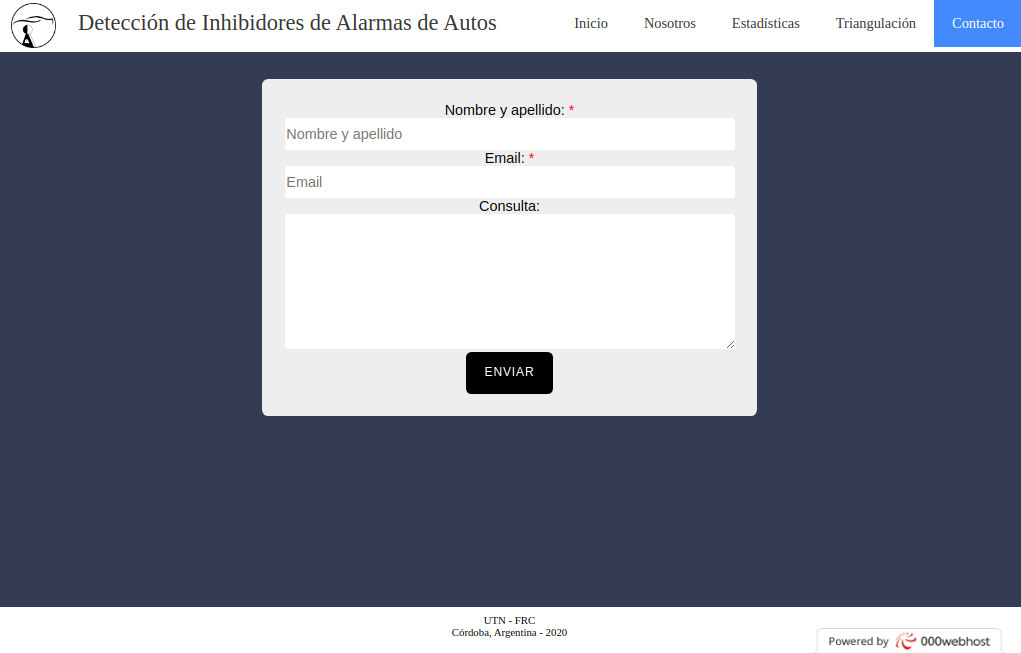 Detección de Inhibidores de Alarmas de Autos
Inicio
Nosotros
Estadísticas
Triangulación
Contacto
Nombre y apellido: *
Nombre y apellido
Email: *
Email
Consulta:
ENVIAR
UTN - FRC
Córdoba, Argentina - 2020
Powered by 000webhost